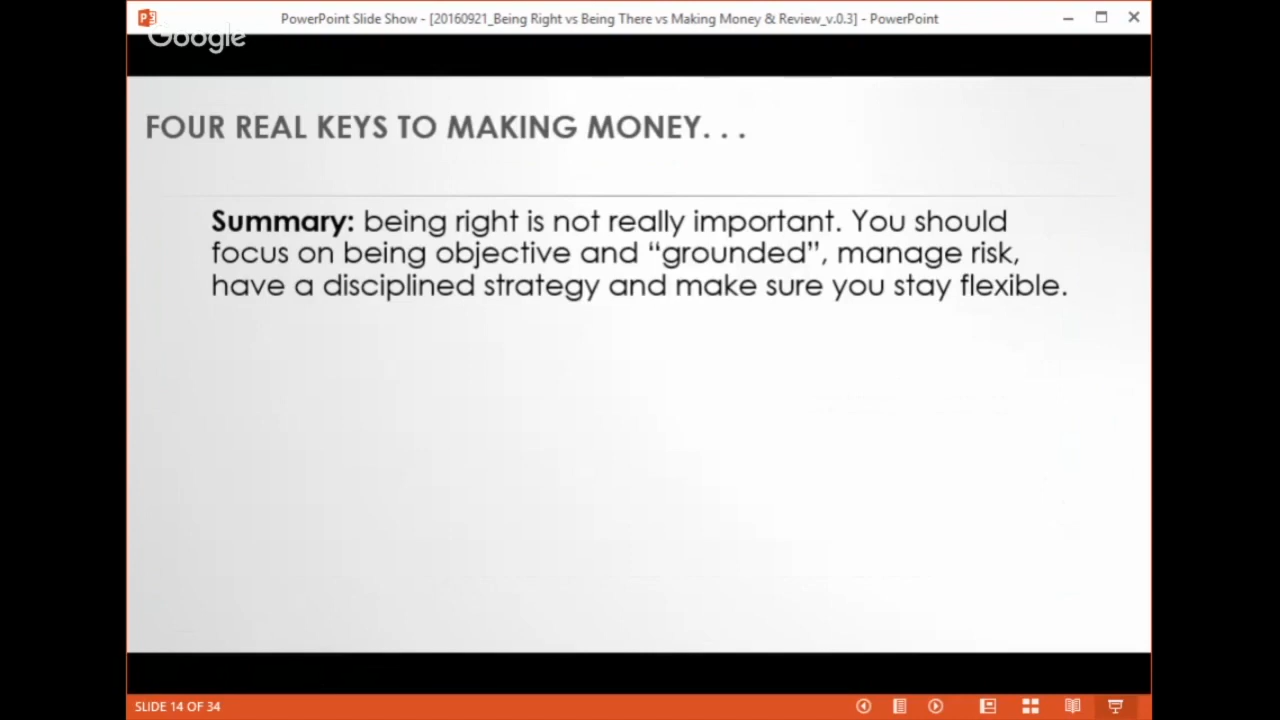 PowerPoint Slide Show - [20160921_Being Right vs Being There vs Making Money & Review_v.0.3] - PowerPoint
Google
FOUR REAL KEYS TO MAKING MONEY. . .
Summary: being right is not really important. You should
focus on being objective and “grounded”, manage risk,
have a disciplined strategy and make sure you stay flexible.
SLIDE 14 OF 34